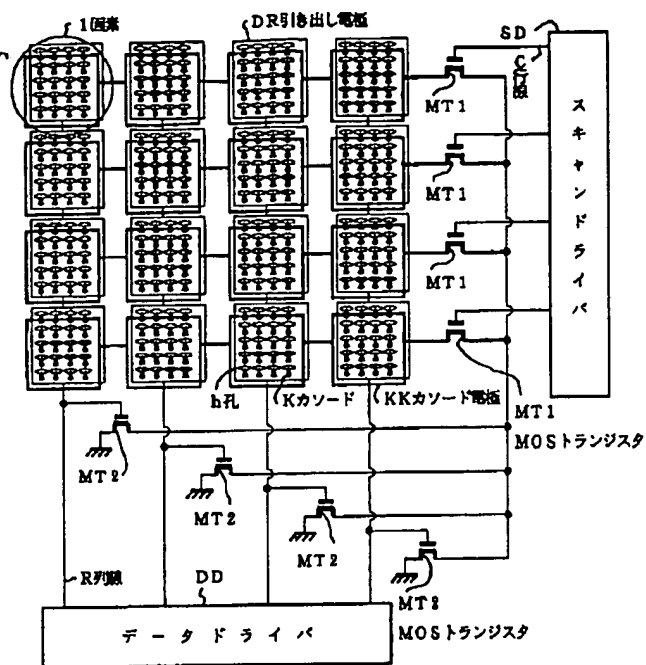 1画素
DR引き出し電極
SD
C行線
MT1
スキャンドライバ
MT1
MT1
h孔
Kカソード
KKカソード電極
MT1
MOSトランジスタ
MT2
MT2
MT2
MT2
R列線
DD
データドライバ
MOSトランジスタ